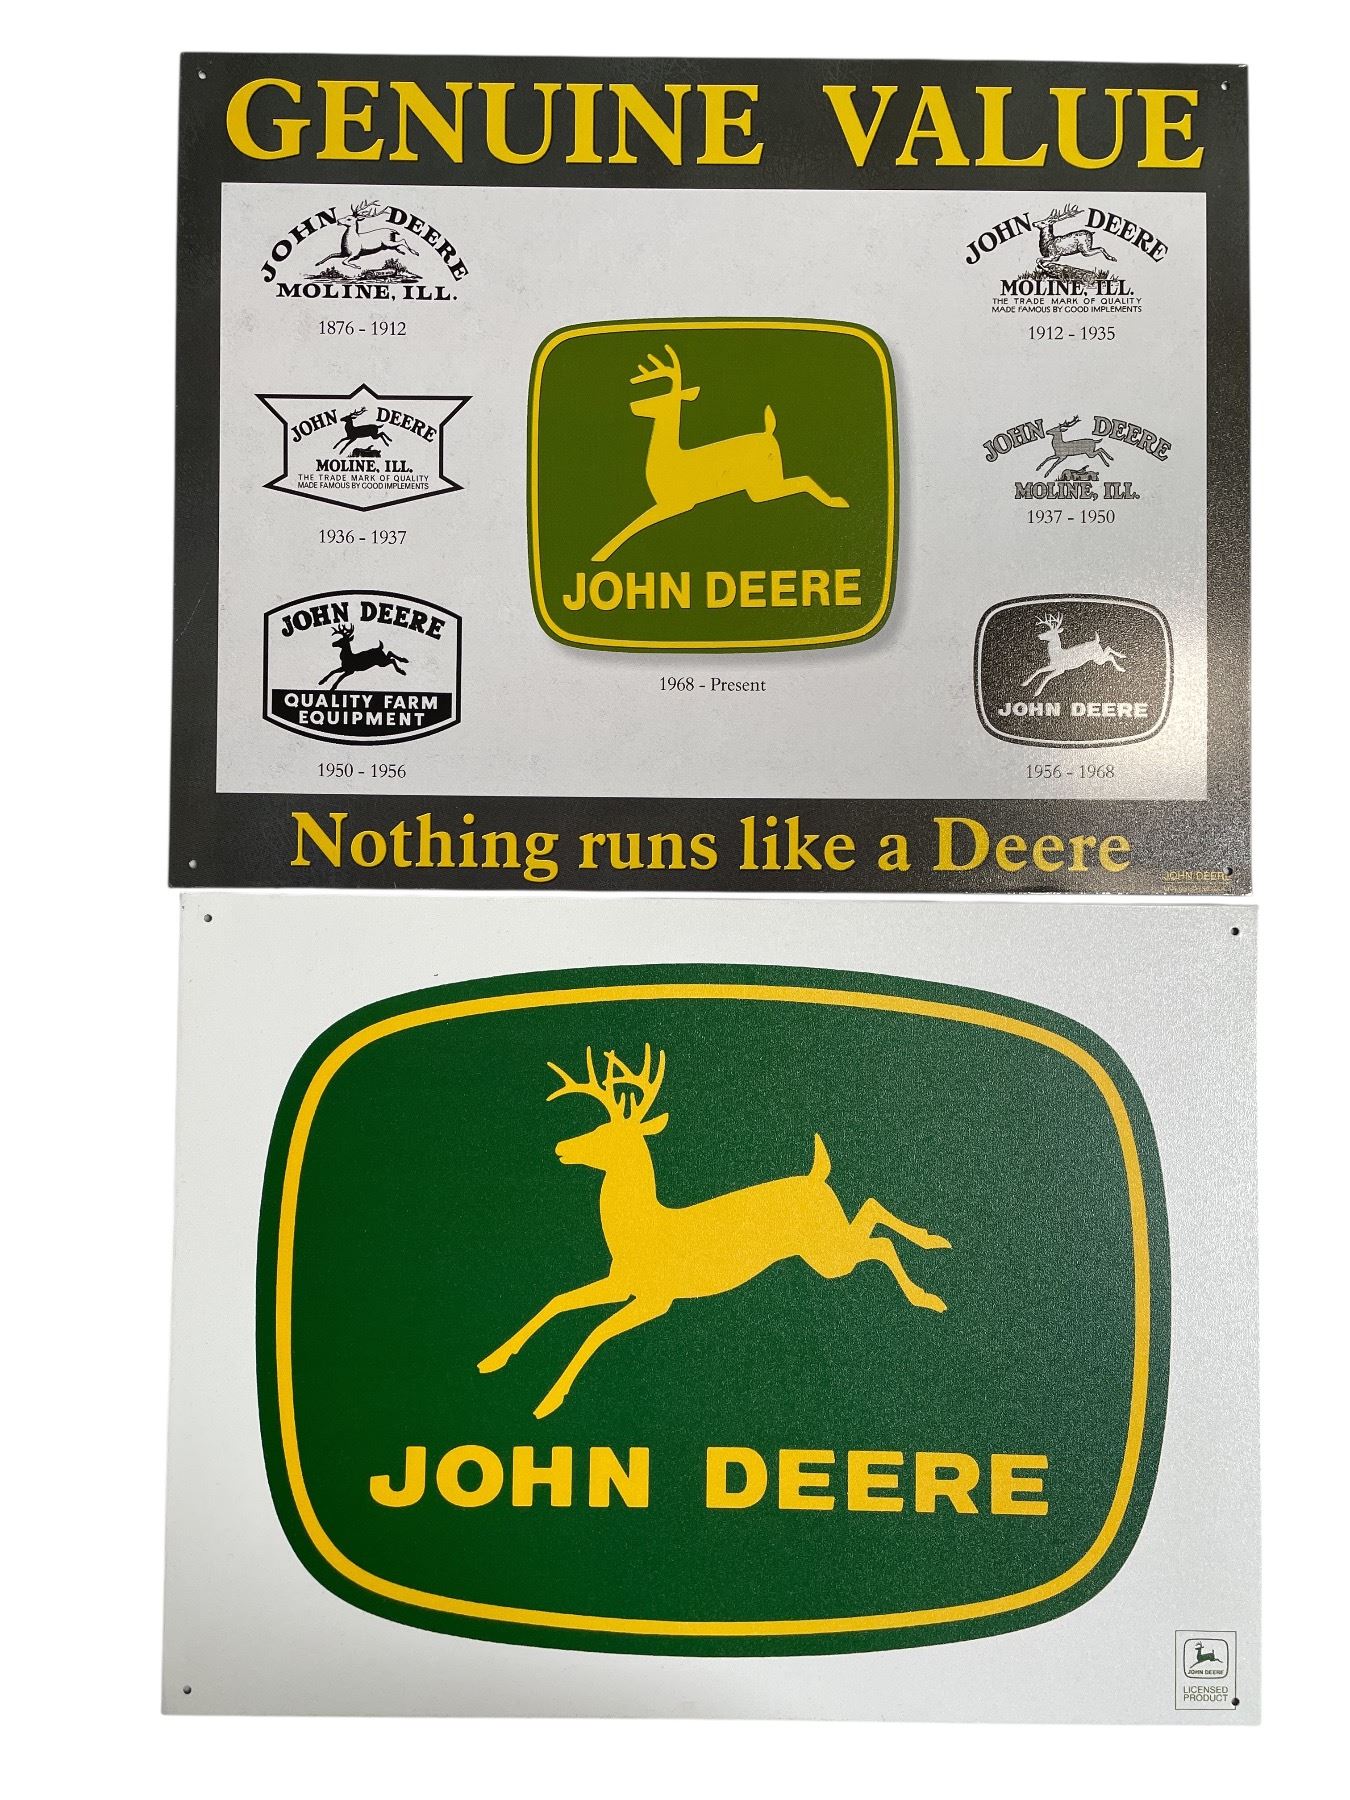 GENUINE VALUE
JOHN DEERE
MOLINE, ILL.
1876 - 1912
JOHN DEERE
MOLINE, ILL.
THE TRADE MARK OF QUALITY
MADE FAMOUS BY GOOD IMPLEMENTS
1912 - 1935
JOHN DEERE
MOLINE, ILL.
THE TRADE MARK OF QUALITY
MADE FAMOUS BY GOOD IMPLEMENTS
1936 - 1937
JOHN DEERE
MOLINE, ILL.
1937 - 1950
JOHN DEERE
1968 - Present
JOHN DEERE
QUALITY FARM
EQUIPMENT
1950 - 1956
JOHN DEERE
1956 - 1968
Nothing runs like a Deere
JOHN DEERE
JOHN DEERE
JOHN DEERE
LICENSED
PRODUCT